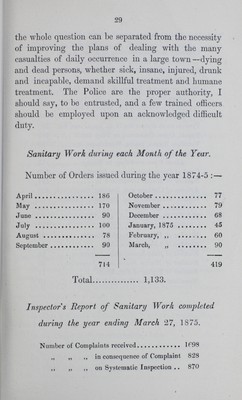 29
the whole question can be separated from the necessity
of improving the plans of dealing with the many
casualties of daily occurrence in a large town—dying
and dead persons, whether sick, insane, injured, drunk
and incapable, demand skillful treatment and humane
treatment. The Police are the proper authority, I
should say, to be entrusted, and a few trained officers
should be employed upon an acknowledged difficult
duty.
Sanitary Work during each Month of the Year.
Number of Orders issued during the year 1874-5 :—
April ................ 186
May ................ 170
June ................ 90
July ................ 100
August .............. 78
September ............ 90
714
October .............. 77
November ............ 79
December ............ 68
January, 1875 ........ 45
February, „ ........ 60
March, „ ........ 90
419
Total............... 1,133.
Inspector's Report of Sanitary Work completed
during the year ending March 27, 1875.
Number of Complaints received............ 1698
„ „ „ in consequence of Complaint 828
„ „ „ on Systematic Inspection .. 870